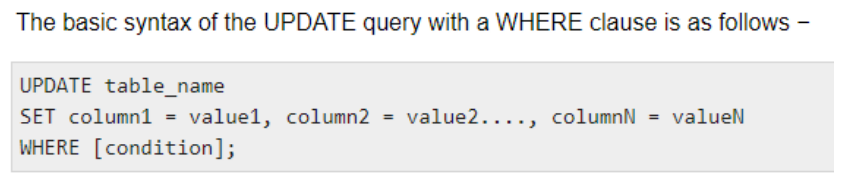 The basic syntax of the UPDATE query with a WHERE clause is as follows −
UPDATE table_name
SET column1 = value1, column2 = value2...., columnN = valueN
WHERE [condition];